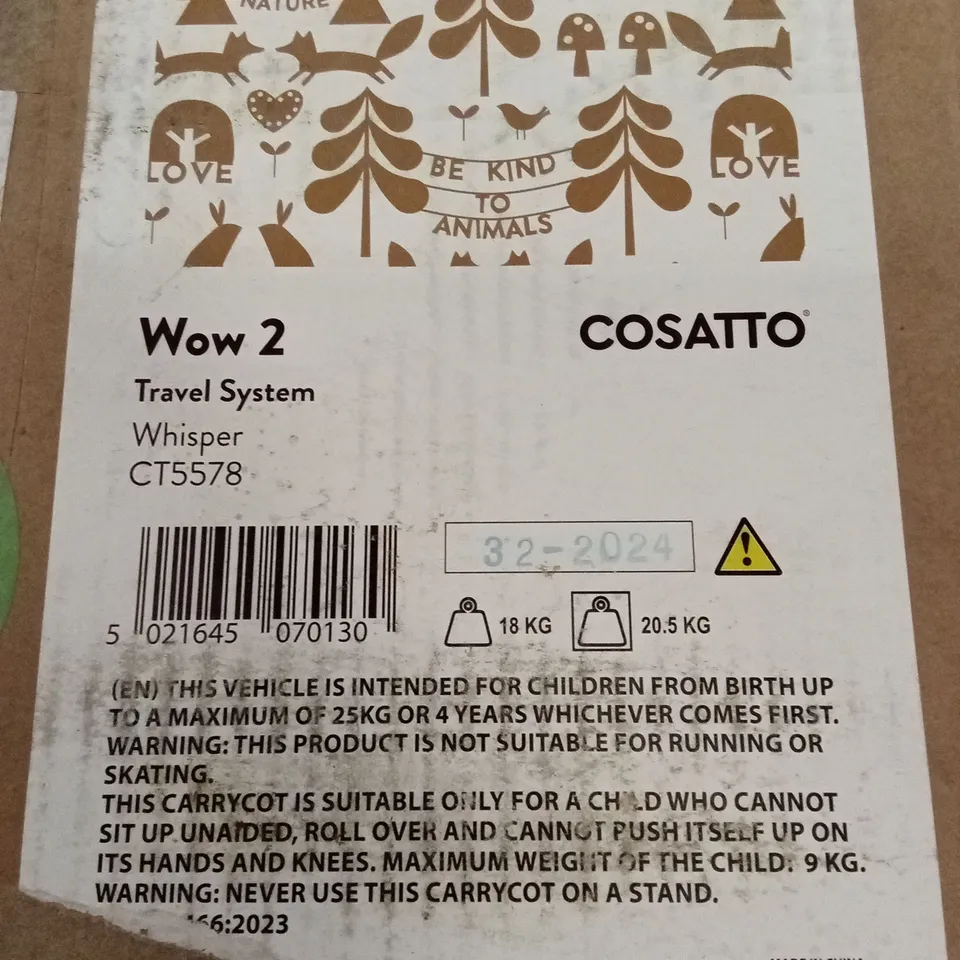 NATURE
LOVE
BE KIND
TO
ANIMALS
LOVE
Wow 2
COSATTO
Travel System
Whisper
CT5578
32-2024
5 021645 070130
18 KG
20.5 KG
(EN) THIS VEHICLE IS INTENDED FOR CHILDREN FROM BIRTH UP
TO A MAXIMUM OF 25KG OR 4 YEARS WHICHEVER COMES FIRST.
WARNING: THIS PRODUCT IS NOT SUITABLE FOR RUNNING OR
SKATING.
THIS CARRYCOT IS SUITABLE ONLY FOR A CHILD WHO CANNOT
SIT UP UNAIDED, ROLL OVER AND CANNOT PUSH ITSELF UP ON
ITS HANDS AND KNEES. MAXIMUM WEIGHT OF THE CHILD: 9 KG.
WARNING: NEVER USE THIS CARRYCOT ON A STAND.
66:2023